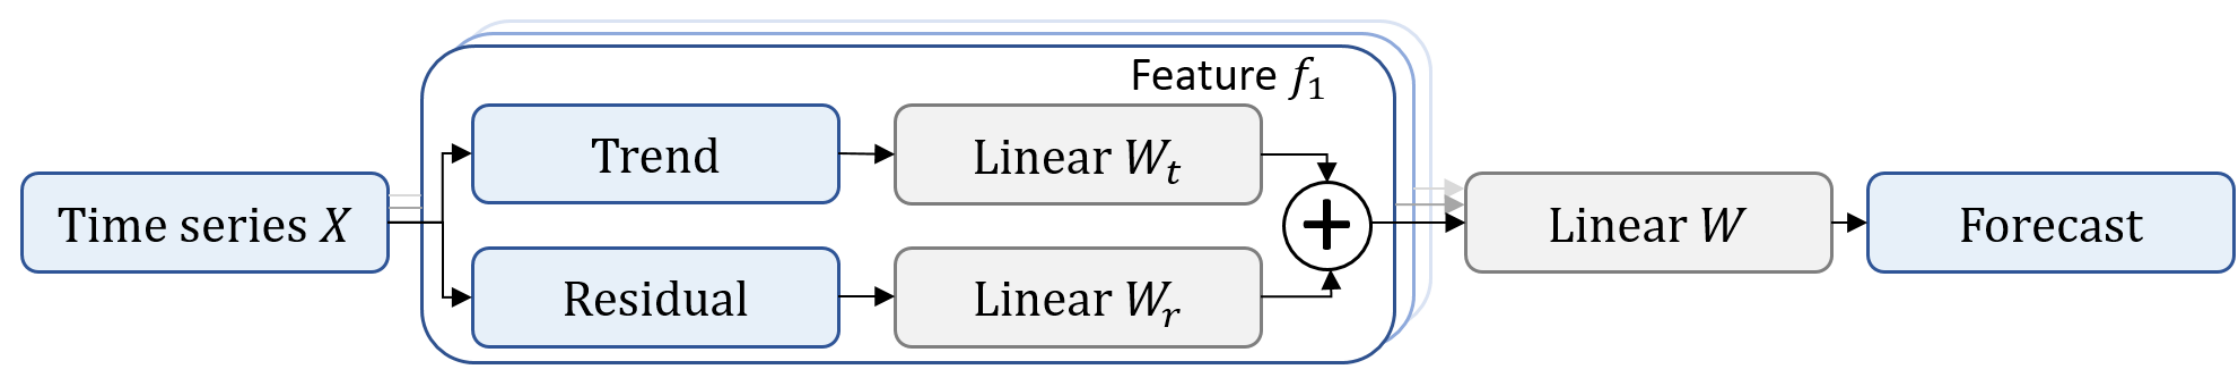 Feature f₁
Time series X
Trend
Linear Wₜ
Residual
Linear Wᵣ
+
Linear W
Forecast